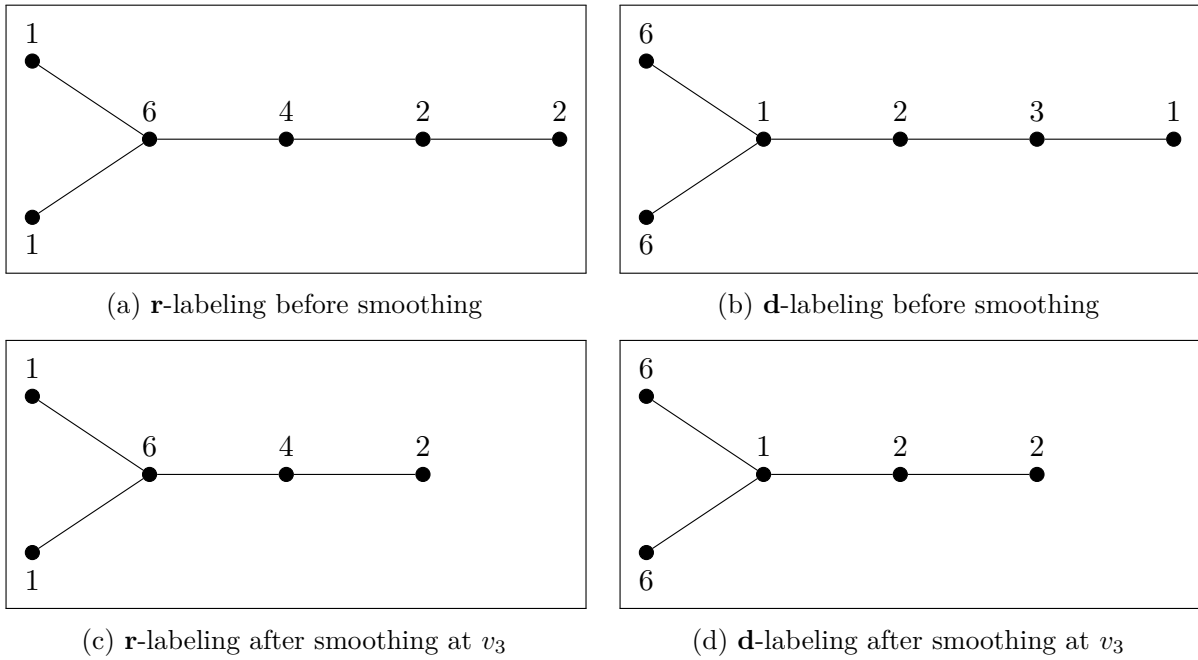 1
6 4 2 2
1
(a) r-labeling before smoothing
6
1 2 3 1
6
(b) d-labeling before smoothing
1
6 4 2
1
(c) r-labeling after smoothing at v₃
6
1 2 2
6
(d) d-labeling after smoothing at v₃